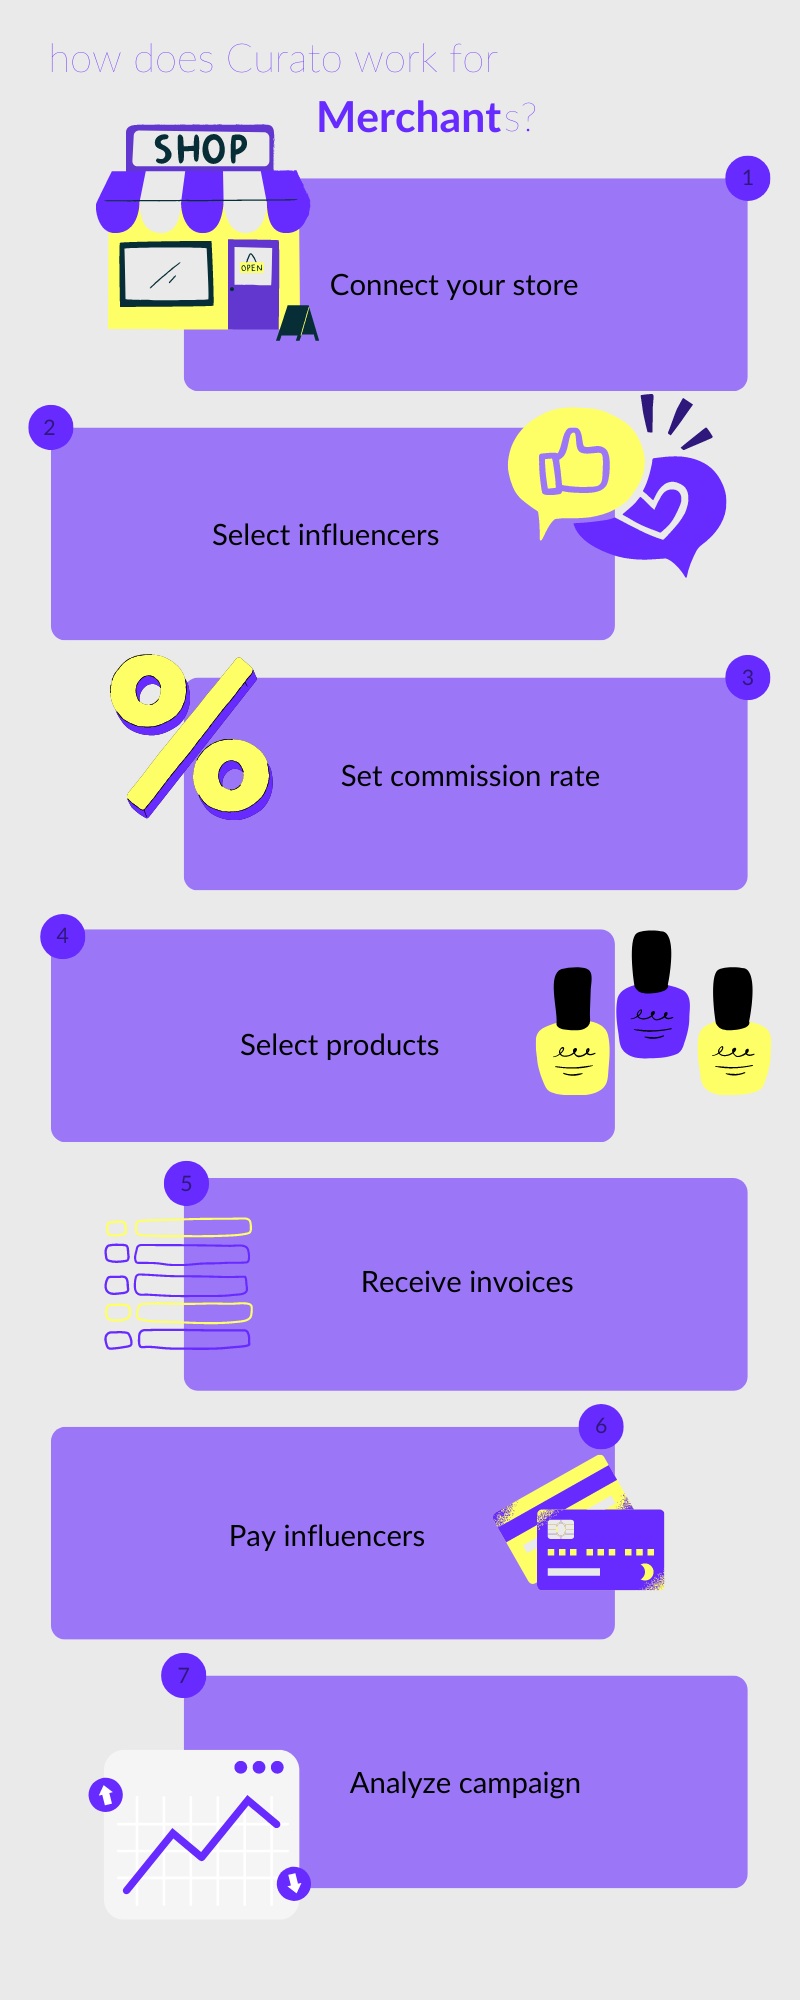 how does Curato work for
Merchants?
SHOP
OPEN
1
Connect your store
2
Select influencers
3
Set commission rate
4
Select products
5
Receive invoices
6
Pay influencers
7
Analyze campaign